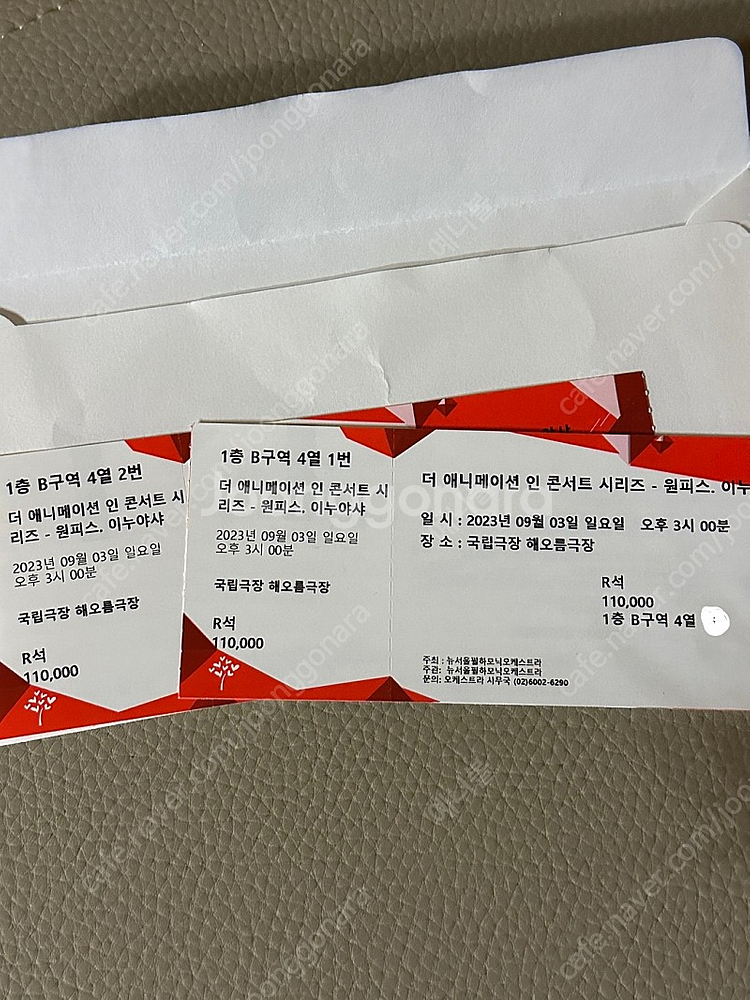 1층 B구역 4열 2번
더 애니메이션 인 콘서트 시
리즈 - 원피스. 이누야샤
2023년 09월 03일 일요일
오후 3시 00분
국립극장 해오름극장
R석
110,000
1층 B구역 4열 1번
더 애니메이션 인 콘서트 시
리즈 - 원피스. 이누야샤
2023년 09월 03일 일요일
오후 3시 00분
국립극장 해오름극장
R석
110,000
더 애니메이션 인 콘서트 시리즈 - 원피스. 이누
일 시 : 2023년 09월 03일 일요일 오후 3시 00분
장 소 : 국립극장 해오름극장
R석
110,000
1층 B구역 4열
주최 : 뉴서울필하모닉오케스트라
주관: 뉴서울필하모닉오케스트라
문의: 오케스트라 사무국 (02)6002-6290
joonggonara
cafe.naver.com/joonggonara